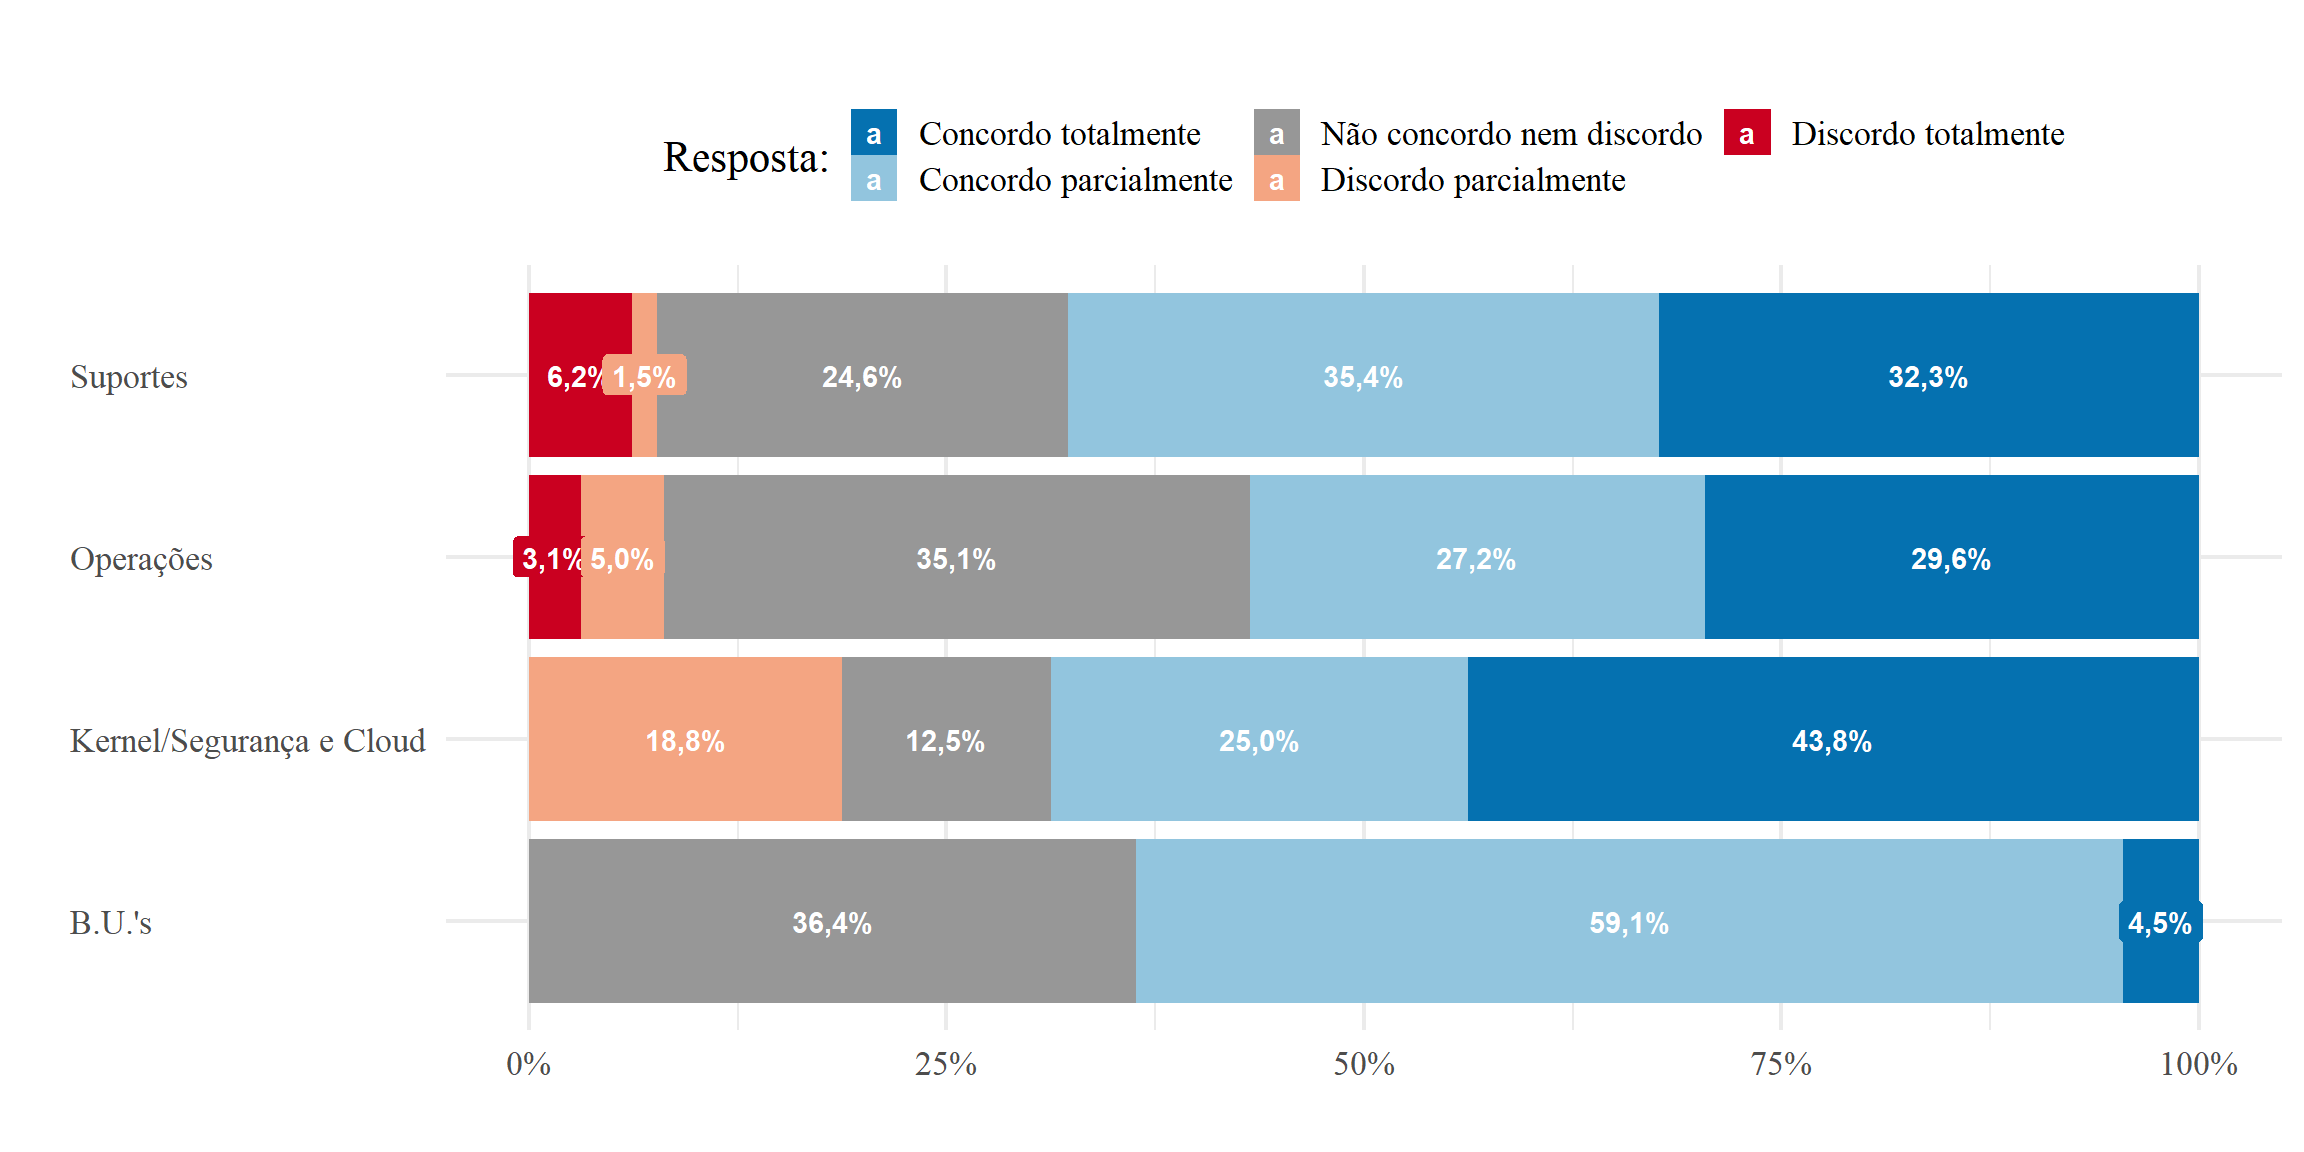 Resposta:
a Concordo totalmente a Não concordo nem discordo a Discordo totalmente
a Concordo parcialmente a Discordo parcialmente
Suportes 6,2% 1,5% 24,6% 35,4% 32,3%
Operações 3,1% 5,0% 35,1% 27,2% 29,6%
Kernel/Segurança e Cloud 18,8% 12,5% 25,0% 43,8%
B.U.'s 36,4% 59,1% 4,5%
0% 25% 50% 75% 100%